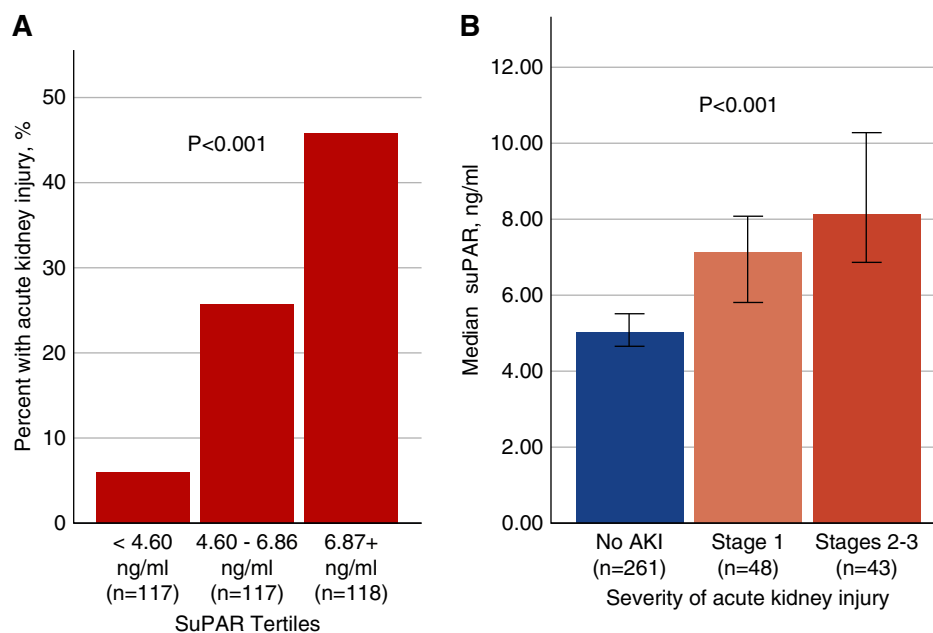 A
Percent with acute kidney injury, %
50
40
30
20
10
0
P<0.001
< 4.60
ng/ml
(n=117)
4.60 - 6.86
ng/ml
(n=117)
6.87+
ng/ml
(n=118)
SuPAR Tertiles
B
Median suPAR, ng/ml
12.00
10.00
8.00
6.00
4.00
2.00
0.00
P<0.001
No AKI
(n=261)
Stage 1
(n=48)
Stages 2-3
(n=43)
Severity of acute kidney injury